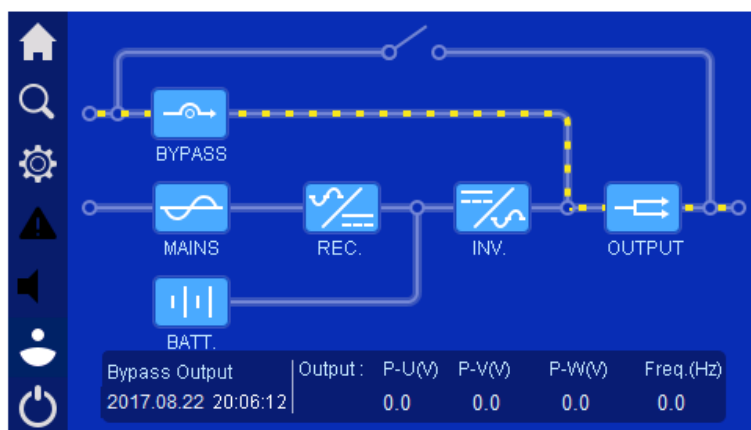 BYPASS
MAINS
REC.
INV.
OUTPUT
BATT.
Bypass Output
2017.08.22 20:06:12
Output : P-U(V) P-V(V) P-W(V) Freq.(Hz)
0.0 0.0 0.0 0.0